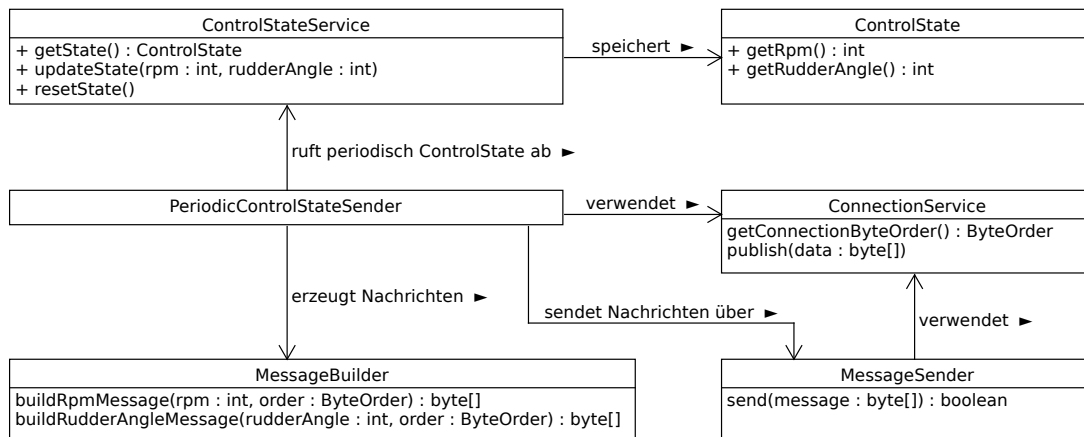 ControlStateService
+ getState() : ControlState
+ updateState(rpm : int, rudderAngle : int)
+ resetState()
speichert ►
ControlState
+ getRpm() : int
+ getRudderAngle() : int
ruft periodisch ControlState ab ►
PeriodicControlStateSender
verwendet ►
ConnectionService
getConnectionByteOrder() : ByteOrder
publish(data : byte[])
erzeugt Nachrichten ►
sendet Nachrichten über ►
verwendet ►
MessageBuilder
buildRpmMessage(rpm : int, order : ByteOrder) : byte[]
buildRudderAngleMessage(rudderAngle : int, order : ByteOrder) : byte[]
MessageSender
send(message : byte[]) : boolean